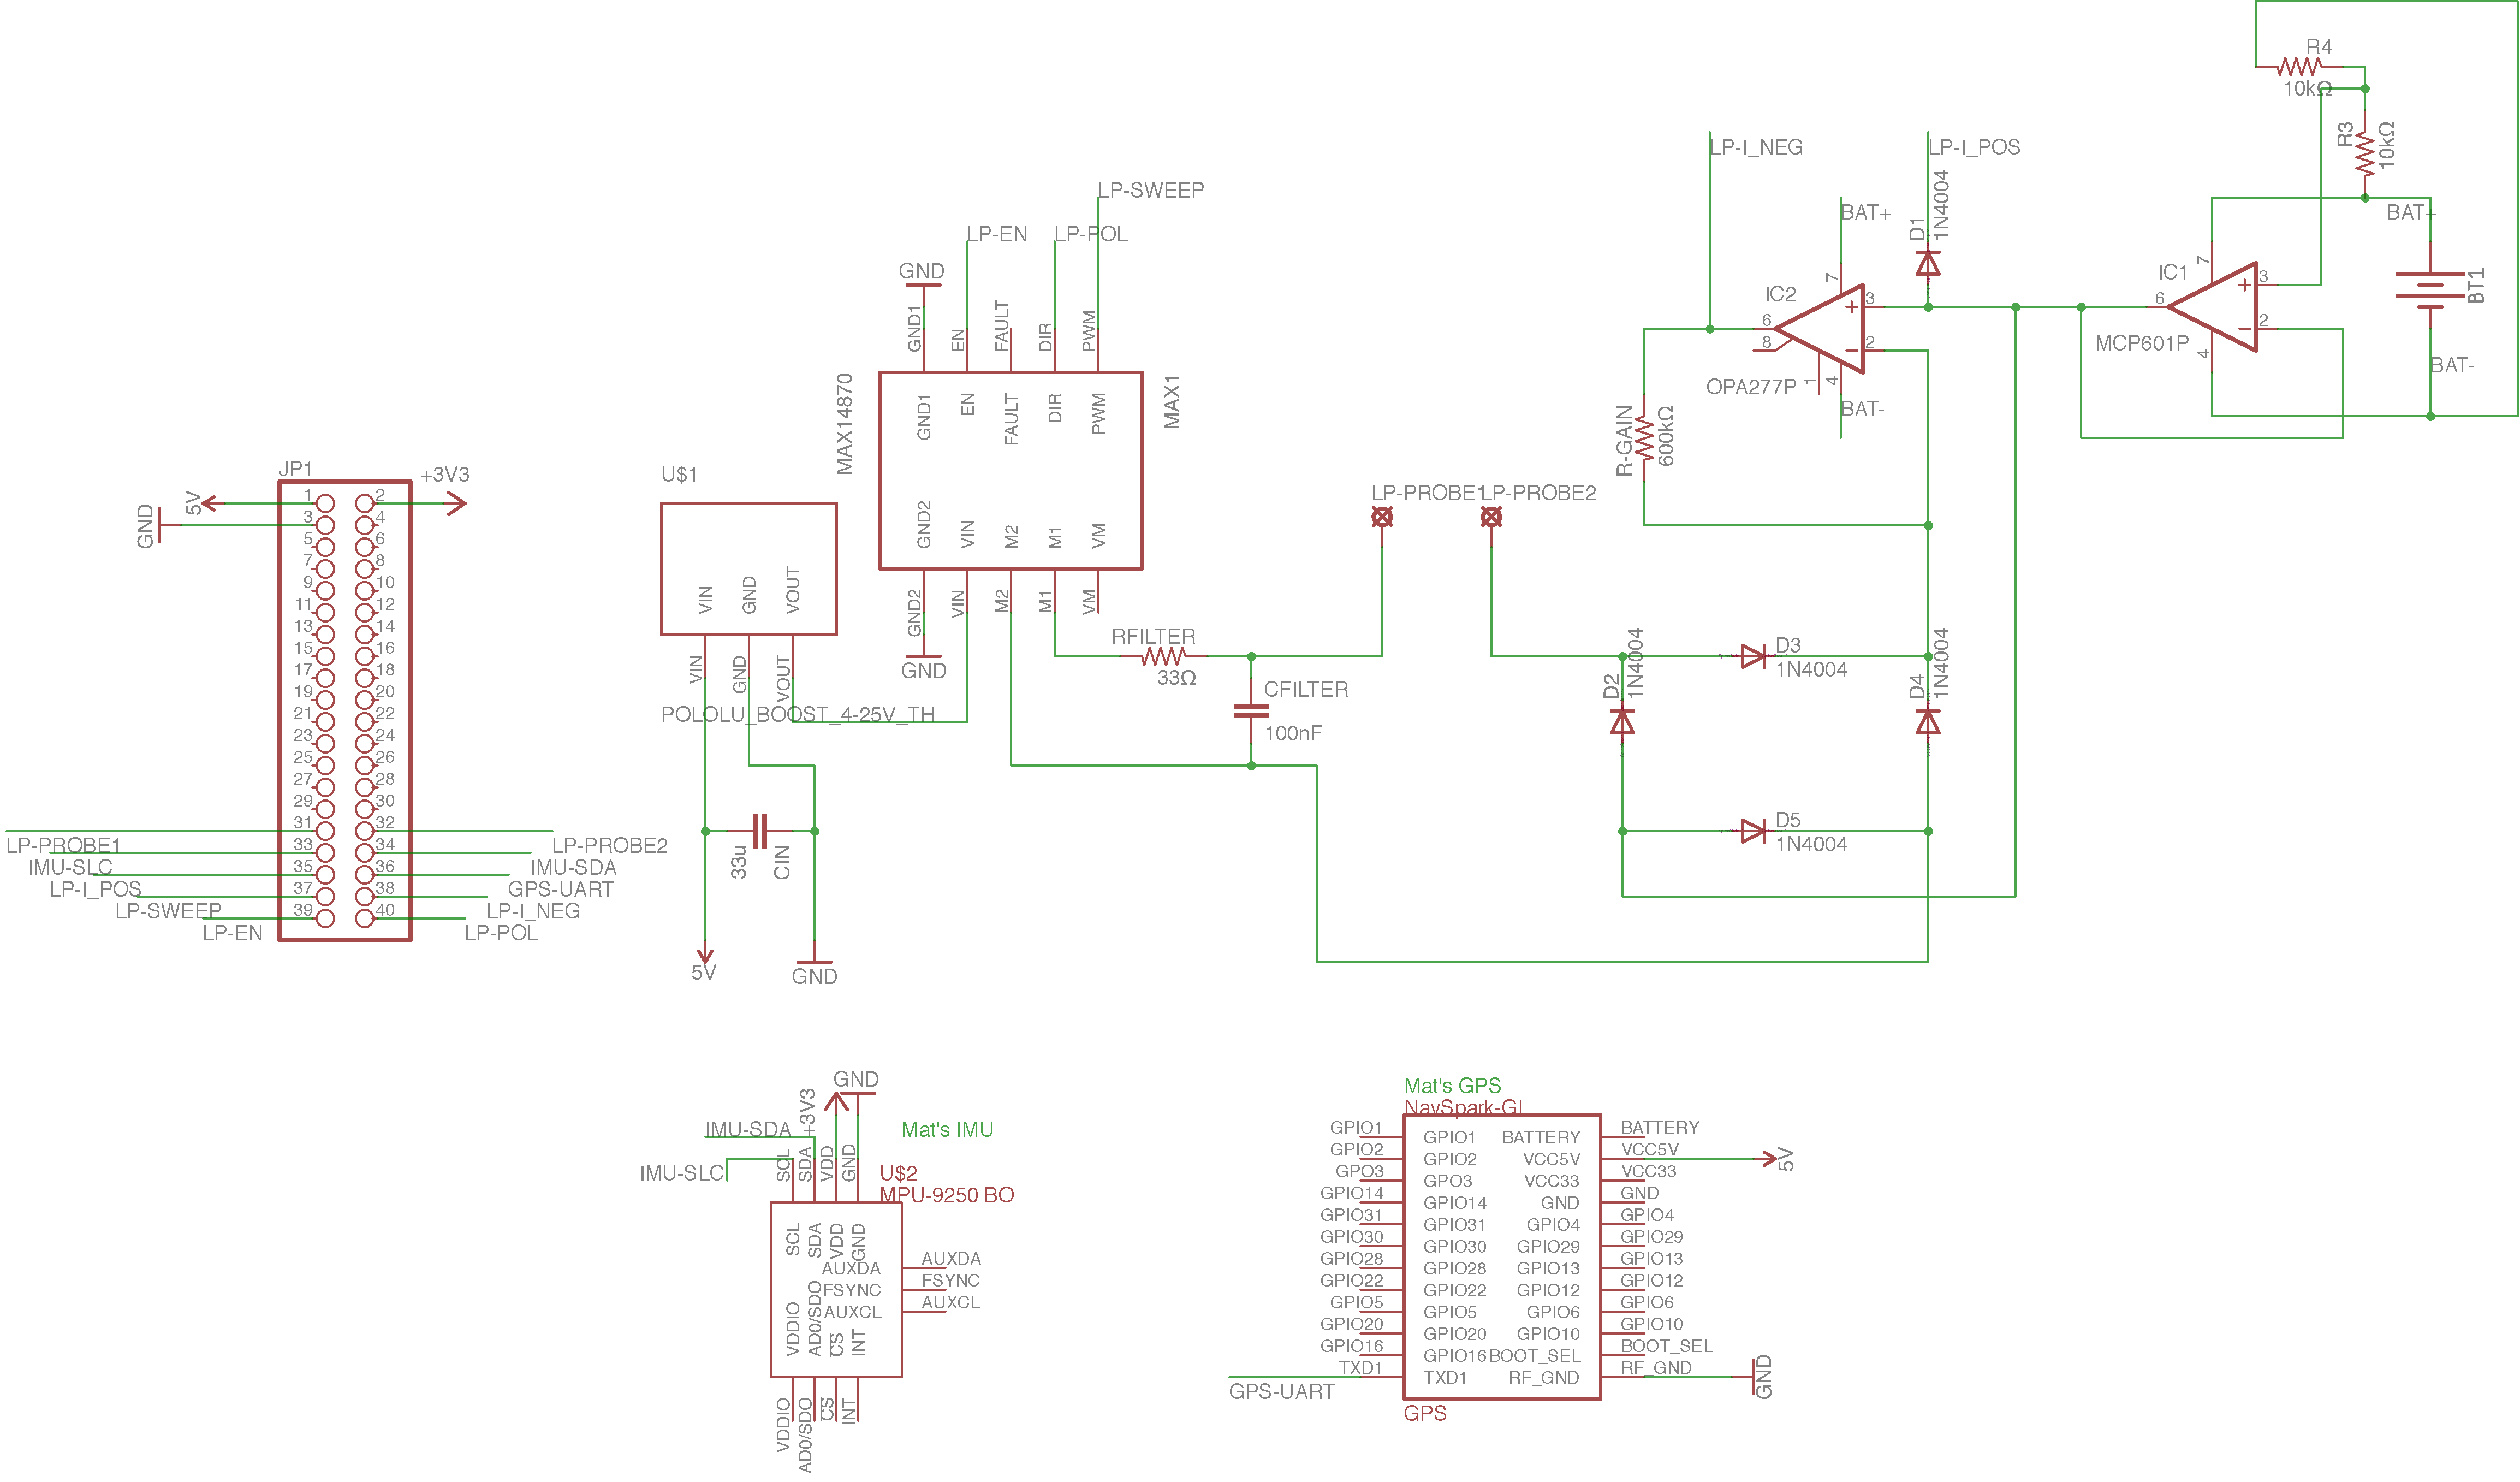 R4
10kΩ
R3
10kΩ
LP-I_NEG
LP-I_POS
D1
1N4004
BAT+
BAT+
BAT-
BT1
IC1
MCP601P
7
3
6
2
4
+
−
IC2
OPA277P
7
3
6
8
2
1
4
+
−
BAT-
R-GAIN
600kΩ
LP-SWEEP
LP-EN
LP-POL
GND
GND1
EN
FAULT
DIR
PWM
MAX14870
MAX1
GND1
EN
FAULT
DIR
PWM
GND2
VIN
M2
M1
VM
GND2
VIN
M2
M1
VM
GND
JP1
+3V3
5V
GND
1
2
3
4
5
6
7
8
9
10
11
12
13
14
15
16
17
18
19
20
21
22
23
24
25
26
27
28
29
30
31
32
33
34
35
36
37
38
39
40
LP-PROBE1
IMU-SLC
LP-I_POS
LP-SWEEP
LP-EN
LP-PROBE2
IMU-SDA
GPS-UART
LP-I_NEG
LP-POL
U$1
VIN
GND
VOUT
VIN
GND
VOUT
POLOLU_BOOST_4-25V_TH
33u
CIN
5V
GND
RFILTER
33Ω
CFILTER
100nF
LP-PROBE1
LP-PROBE2
D2
1N4004
D3
1N4004
D4
1N4004
D5
1N4004
GND
+3V3
IMU-SDA
IMU-SLC
Mat's IMU
SCL
SDA
VDD
GND
U$2
MPU-9250 BO
SCL
SDA
VDD
GND
AUXDA
FSYNC
AUXCL
AUXDA
FSYNC
AUXCL
VDDIO
AD0/SDO
CS
INT
VDDIO
AD0/SDO
CS
INT
Mat's GPS
NavSpark-GI
GPIO1 GPIO1 BATTERY BATTERY
GPIO2 GPIO2 VCC5V VCC5V
GPO3 GPO3 VCC33 VCC33
GPIO14 GPIO14 GND GND
GPIO31 GPIO31 GPIO4 GPIO4
GPIO30 GPIO30 GPIO29 GPIO29
GPIO28 GPIO28 GPIO13 GPIO13
GPIO22 GPIO22 GPIO12 GPIO12
GPIO5 GPIO5 GPIO6 GPIO6
GPIO20 GPIO20 GPIO10 GPIO10
GPIO16 GPIO16 BOOT_SEL BOOT_SEL
TXD1 TXD1 RF_GND RF_GND
5V
GND
GPS-UART
GPS